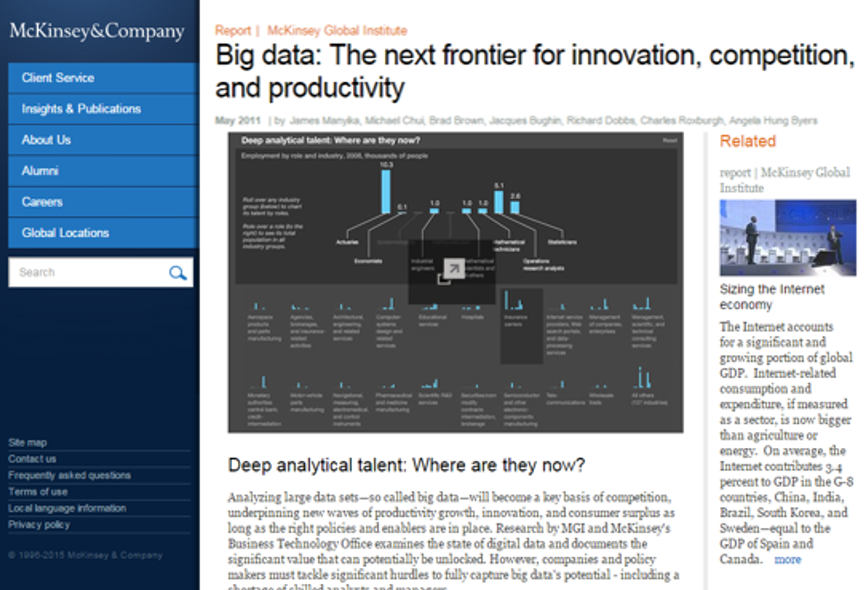 McKinsey&Company
Client Service
Insights & Publications
About Us
Alumni
Careers
Global Locations
Search
Site map
Contact us
Frequently asked questions
Terms of use
Local language information
Privacy policy
© 1996-2015 McKinsey & Company
Report | McKinsey Global Institute
Big data: The next frontier for innovation, competition,
and productivity
May 2011 | by James Manyika, Michael Chui, Brad Brown, Jacques Bughin, Richard Dobbs, Charles Roxburgh, Angela Hung Byers
Deep analytical talent: Where are they now?
Reset
Employment by role and industry, 2008, thousands of people
10.3
0.1
1.0
1.0
1.0
5.1
2.6
Roll over any industry
group (below) to chart
its talent by roles.
Role over a role (to the
right) to see its total
population in all
industry groups.
Actuaries
Economists
Industrial
engineers
Mathematical
technicians
Operations
research analysts
Statisticians
Aerospace
products
and parts
manufacturing
Agencies,
brokerages,
and insurance-
related
activities
Architectural,
engineering,
and related
services
Computer
systems
design and
related
services
Educational
services
Hospitals
Insurance
carriers
Internet service
providers, Web
search portals,
and data-
processing
services
Management
of companies,
enterprises
Management,
scientific, and
technical
consulting
services
Monetary
authorities
central bank,
credit-
intermediation
Motor-vehicle
parts
manufacturing
Navigational,
measuring,
electromedical,
and control
instruments
Pharmaceutical
and medicine
manufacturing
Scientific R&D
services
Securities/com
modity
contracts
intermediation,
brokerage
Semiconductor
and other
electronic-
components
manufacturing
Tele-
communications
Wholesale
trade
All others
(127 industries)
Deep analytical talent: Where are they now?
Analyzing large data sets—so called big data—will become a key basis of competition,
underpinning new waves of productivity growth, innovation, and consumer surplus as
long as the right policies and enablers are in place. Research by MGI and McKinsey's
Business Technology Office examines the state of digital data and documents the
significant value that can potentially be unlocked. However, companies and policy
makers must tackle significant hurdles to fully capture big data's potential - including a
shortage of skilled analysts and managers.
Related
report | McKinsey Global
Institute
Sizing the Internet
economy
The Internet accounts
for a significant and
growing portion of global
GDP. Internet-related
consumption and
expenditure, if measured
as a sector, is now bigger
than agriculture or
energy. On average, the
Internet contributes 3.4
percent to GDP in the G-8
countries, China, India,
Brazil, South Korea, and
Sweden—equal to the
GDP of Spain and
Canada. more